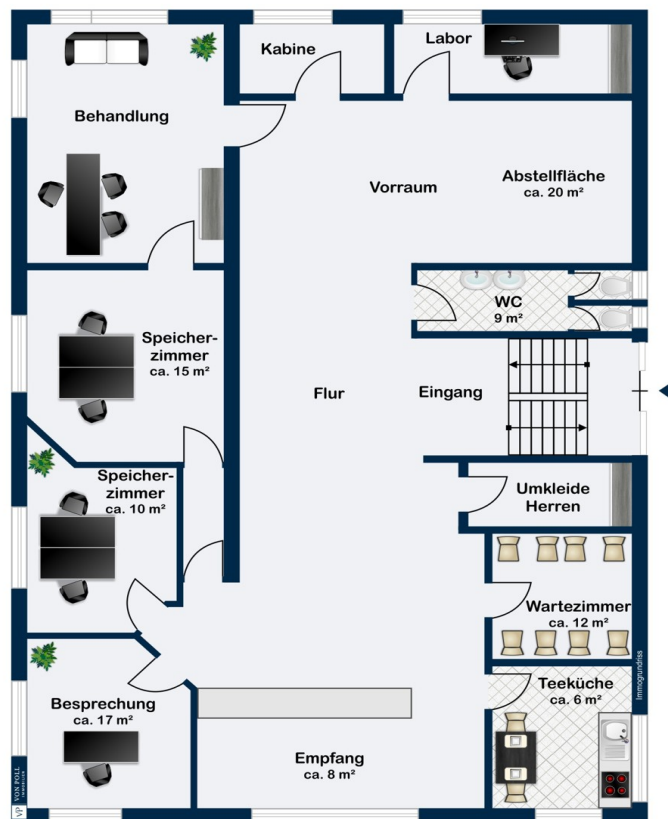 Kabine
Labor
Behandlung
Vorraum
Abstellfläche
ca. 20 m²
WC
9 m²
Speicher-
zimmer
ca. 15 m²
Flur
Eingang
Speicher-
zimmer
ca. 10 m²
Umkleide
Herren
Wartezimmer
ca. 12 m²
Besprechung
ca. 17 m²
Teeküche
ca. 6 m²
Empfang
ca. 8 m²
Immogrundriss
VP VON POLL
IMMOBILIEN